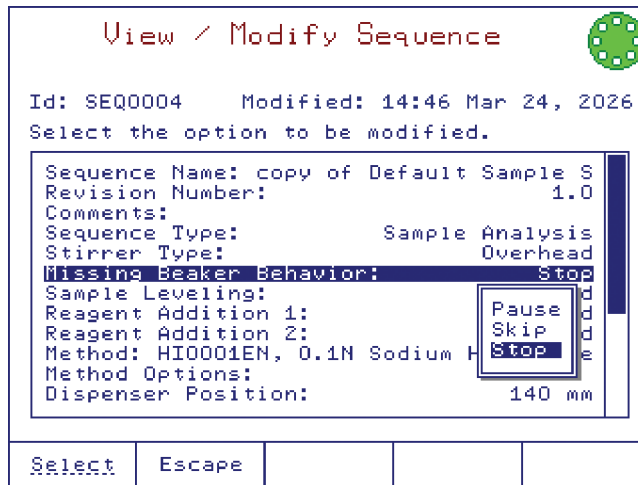 View / Modify Sequence
Id: SEQ0004 Modified: 14:46 Mar 24, 2026
Select the option to be modified.
Sequence Name: copy of Default Sample S
Revision Number: 1.0
Comments:
Sequence Type: Sample Analysis
Stirrer Type: Overhead
Missing Beaker Behavior: Stop
Sample Leveling: d
Reagent Addition 1: d
Reagent Addition 2: d
Method: HI0001EN, 0.1N Sodium H e
Method Options:
Dispenser Position: 140 mm
Pause
Skip
Stop
Select Escape